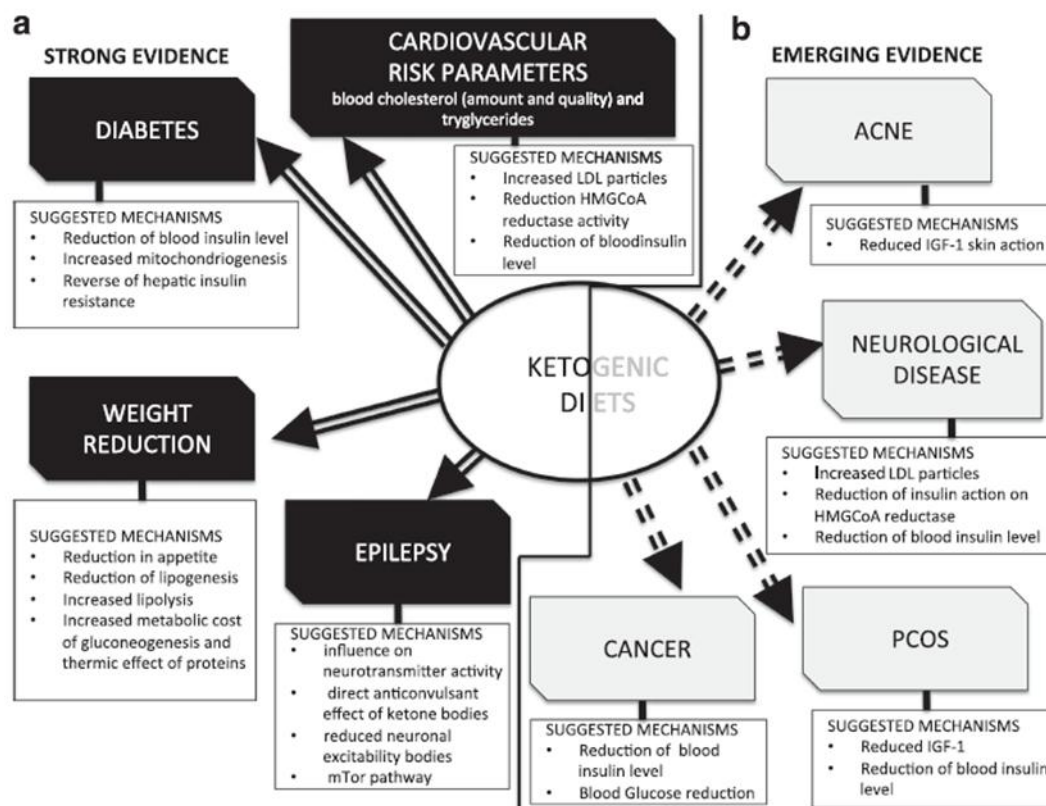 a
STRONG EVIDENCE
DIABETES
SUGGESTED MECHANISMS
• Reduction of blood insulin level
• Increased mitochondriogenesis
• Reverse of hepatic insulin
resistance
CARDIOVASCULAR
RISK PARAMETERS
blood cholesterol (amount and quality) and
tryglycerides
SUGGESTED MECHANISMS
• Increased LDL particles
• Reduction HMGCoA
reductase activity
• Reduction of bloodinsulin
level
WEIGHT
REDUCTION
SUGGESTED MECHANISMS
• Reduction in appetite
• Reduction of lipogenesis
• Increased lipolysis
• Increased metabolic cost
of gluconeogenesis and
thermic effect of proteins
EPILEPSY
SUGGESTED MECHANISMS
• influence on
neurotransmitter activity
• direct anticonvulsant
effect of ketone bodies
• reduced neuronal
excitability bodies
• mTor pathway
KETOGENIC
DIETS
b
EMERGING EVIDENCE
ACNE
SUGGESTED MECHANISMS
• Reduced IGF-1 skin action
NEUROLOGICAL
DISEASE
SUGGESTED MECHANISMS
• Increased LDL particles
• Reduction of insulin action on
HMGCoA reductase
• Reduction of blood insulin level
CANCER
SUGGESTED MECHANISMS
• Reduction of blood
insulin level
• Blood Glucose reduction
PCOS
SUGGESTED MECHANISMS
• Reduced IGF-1
• Reduction of blood insulin
level